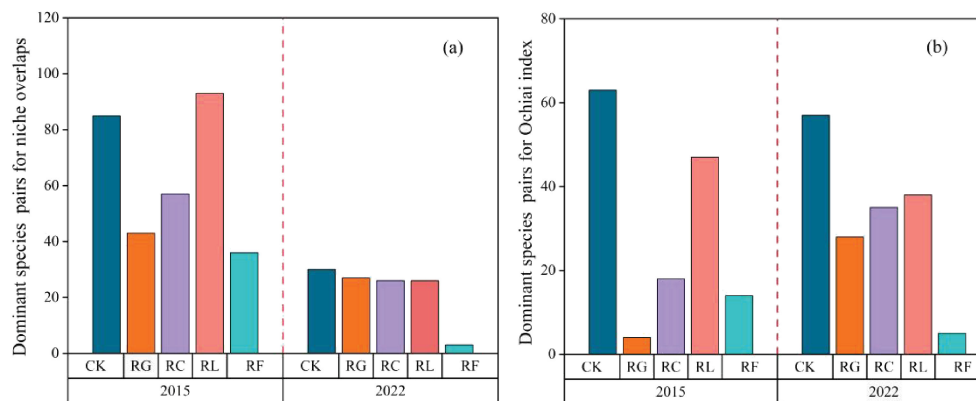 Dominant species pairs for niche overlaps
120
100
80
60
40
20
0
(a)
CK RG RC RL RF CK RG RC RL RF
2015 2022
Dominant species pairs for Ochiai index
80
60
40
20
0
(b)
CK RG RC RL RF CK RG RC RL RF
2015 2022